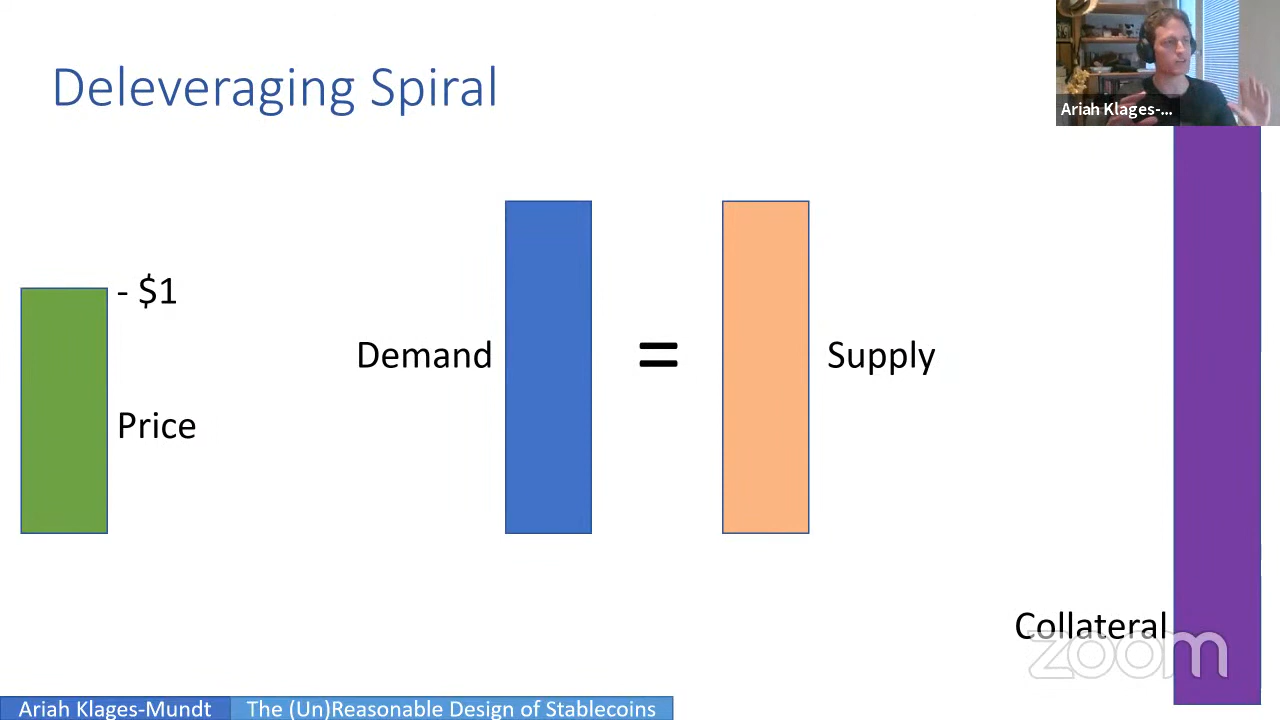 Deleveraging Spiral
Ariah Klages-...
- $1
Price
Demand
=
Supply
Collateral
zoom
Ariah Klages-Mundt
The (Un)Reasonable Design of Stablecoins